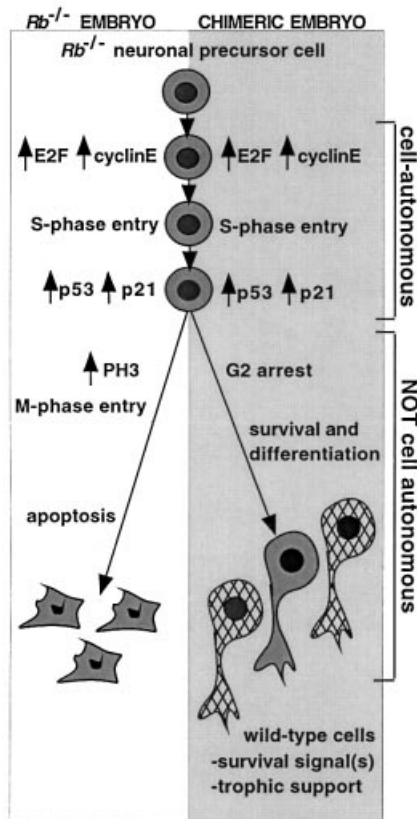 Rb-/- EMBRYO CHIMERIC EMBRYO
Rb-/- neuronal precursor cell
E2F cyclinE E2F cyclinE
S-phase entry S-phase entry
p53 p21 p53 p21
cell-autonomous
PH3
M-phase entry
G2 arrest
survival and
differentiation
apoptosis
NOT cell autonomous
wild-type cells
-survival signal(s)
-trophic support